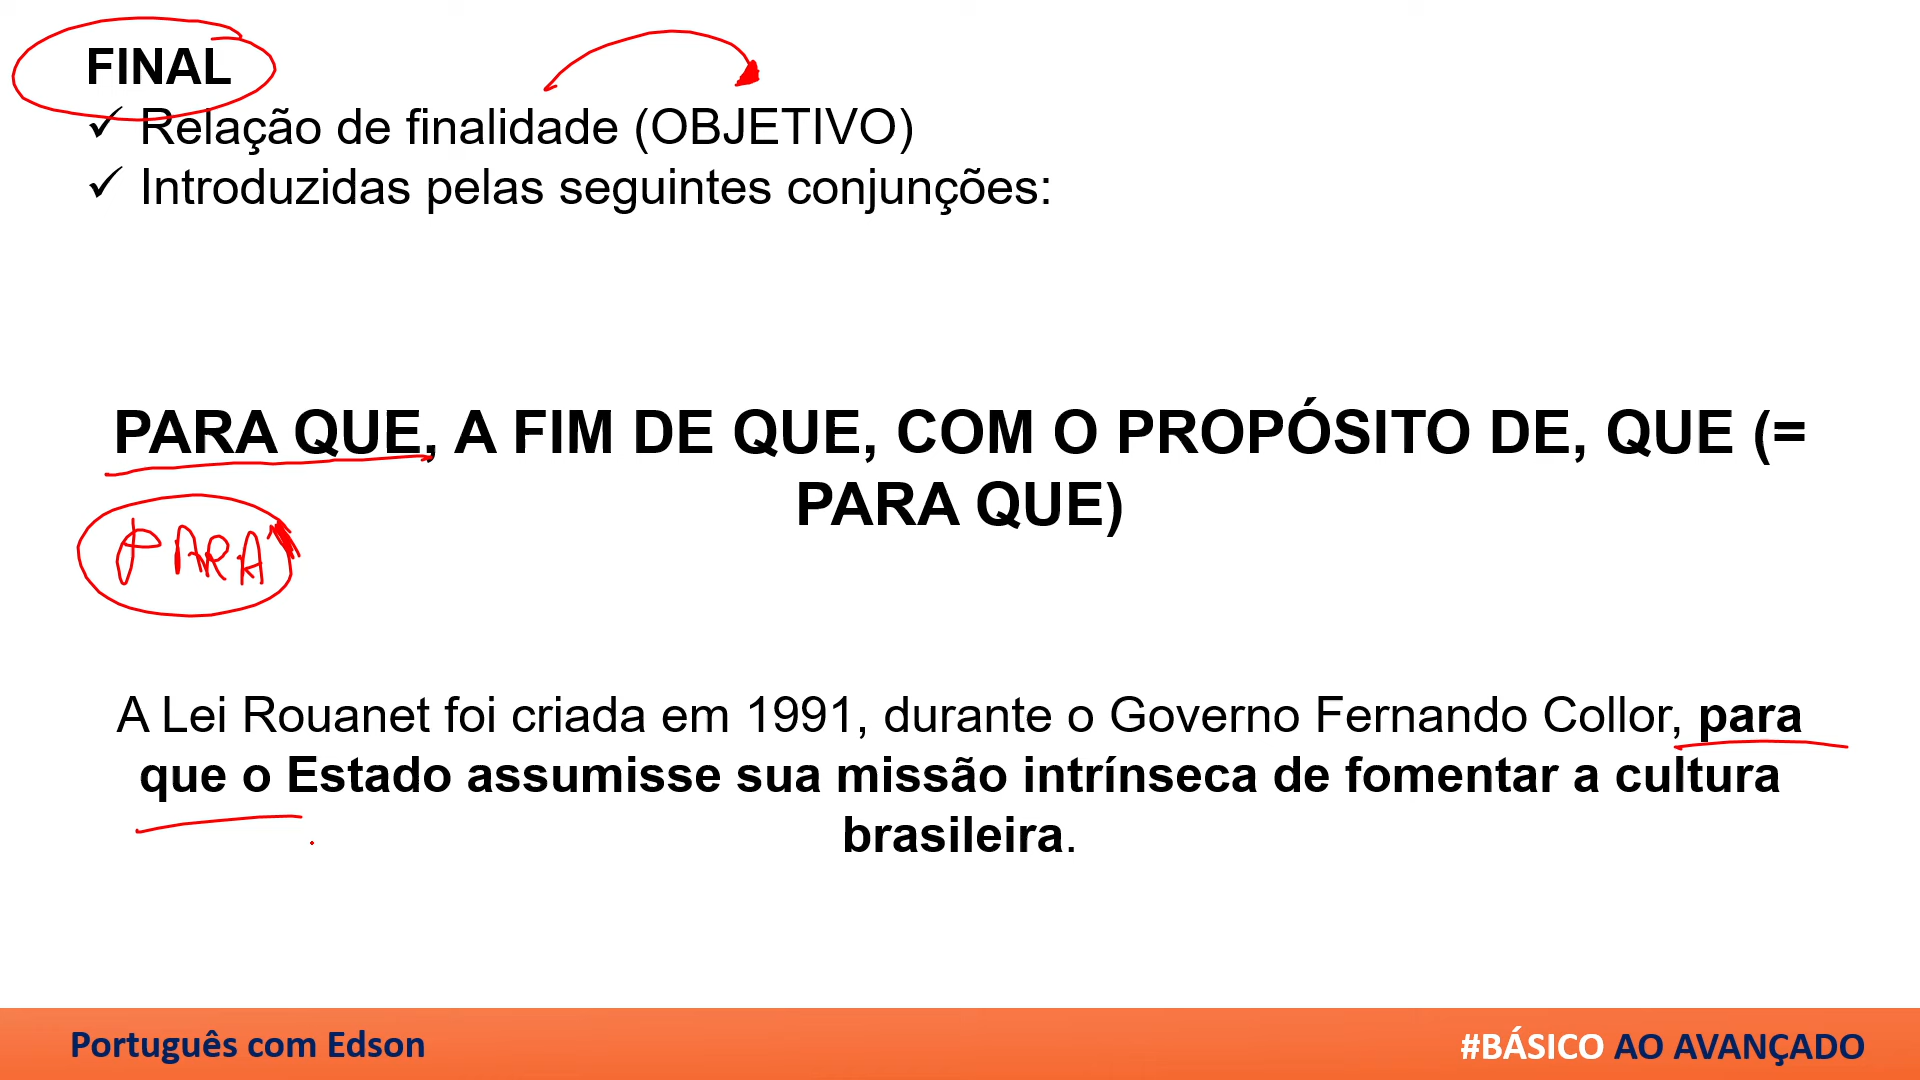 FINAL
✓ Relação de finalidade (OBJETIVO)
✓ Introduzidas pelas seguintes conjunções:
PARA QUE, A FIM DE QUE, COM O PROPÓSITO DE, QUE (=
PARA QUE)
PARA
A Lei Rouanet foi criada em 1991, durante o Governo Fernando Collor, para
que o Estado assumisse sua missão intrínseca de fomentar a cultura
brasileira.
Português com Edson
#BÁSICO AO AVANÇADO